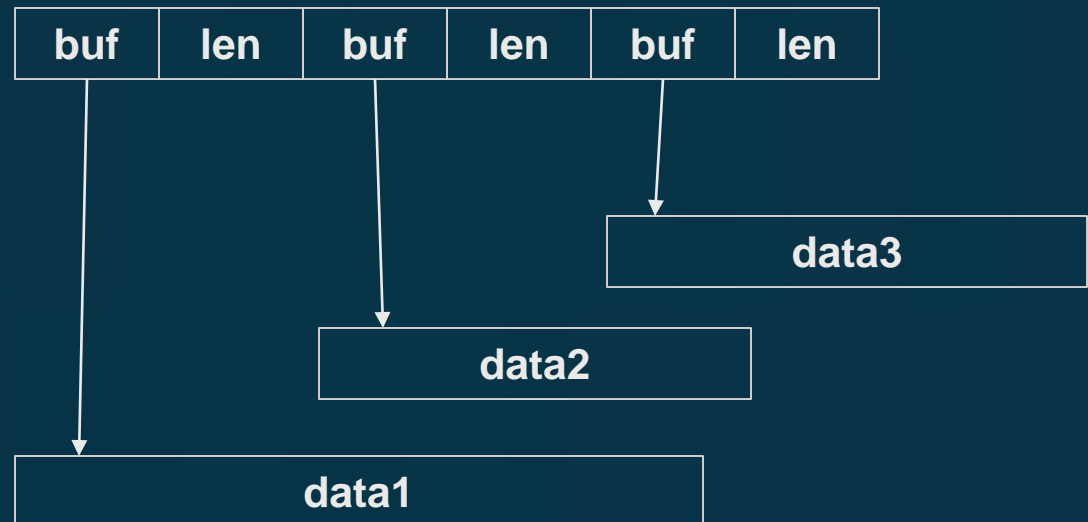 buf len buf len buf len
data3
data2
data1